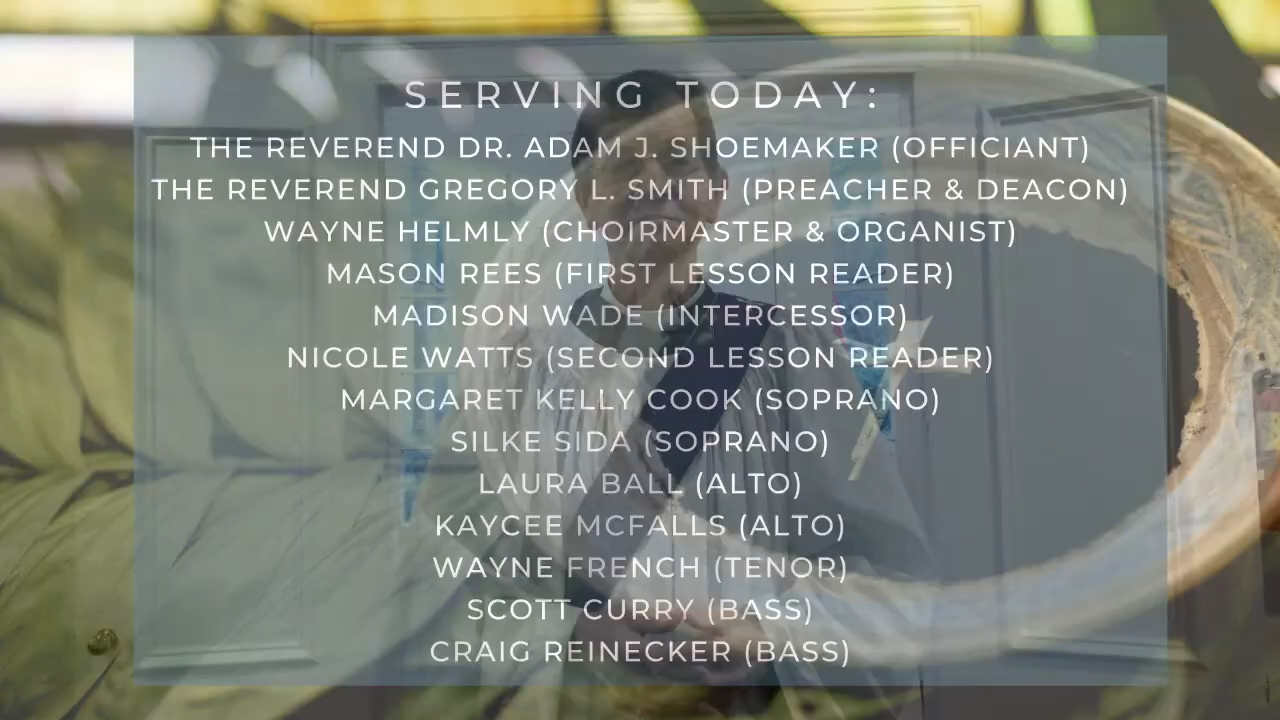 SERVING TODAY:
THE REVEREND DR. ADAM J. SHOEMAKER (OFFICIANT)
THE REVEREND GREGORY L. SMITH (PREACHER & DEACON)
WAYNE HELMLY (CHOIRMASTER & ORGANIST)
MASON REES (FIRST LESSON READER)
MADISON WADE (INTERCESSOR)
NICOLE WATTS (SECOND LESSON READER)
MARGARET KELLY COOK (SOPRANO)
SILKE SIDA (SOPRANO)
LAURA BALL (ALTO)
KAYCEE MCFALLS (ALTO)
WAYNE FRENCH (TENOR)
SCOTT CURRY (BASS)
CRAIG REINECKER (BASS)